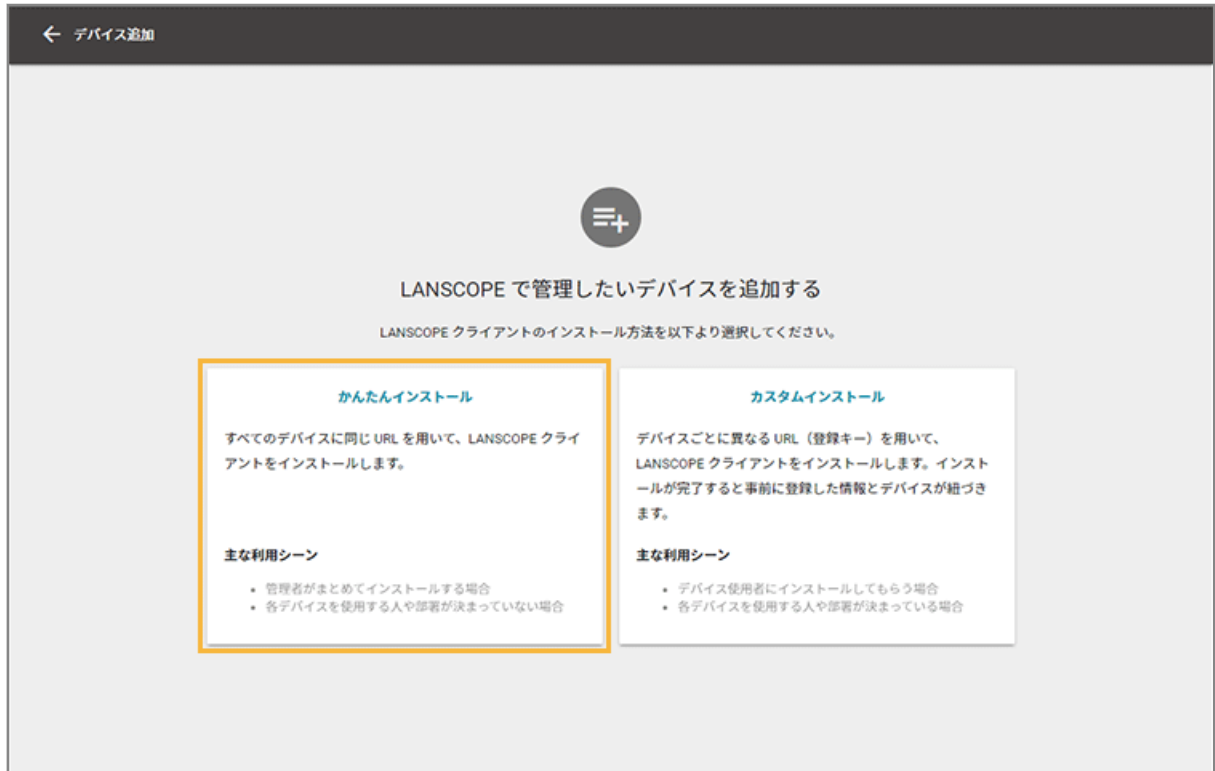 デバイス追加
LANSCOPE で管理したいデバイスを追加する
LANSCOPE クライアントのインストール方法を以下より選択してください。
かんたんインストール
すべてのデバイスに同じ URL を用いて、LANSCOPE クライ
アントをインストールします。
主な利用シーン
• 管理者がまとめてインストールする場合
• 各デバイスを使用する人や部署が決まっていない場合
カスタムインストール
デバイスごとに異なる URL（登録キー）を用いて、
LANSCOPE クライアントをインストールします。インスト
ールが完了すると事前に登録した情報とデバイスが紐づき
ます。
主な利用シーン
• デバイス使用者にインストールしてもらう場合
• 各デバイスを使用する人や部署が決まっている場合